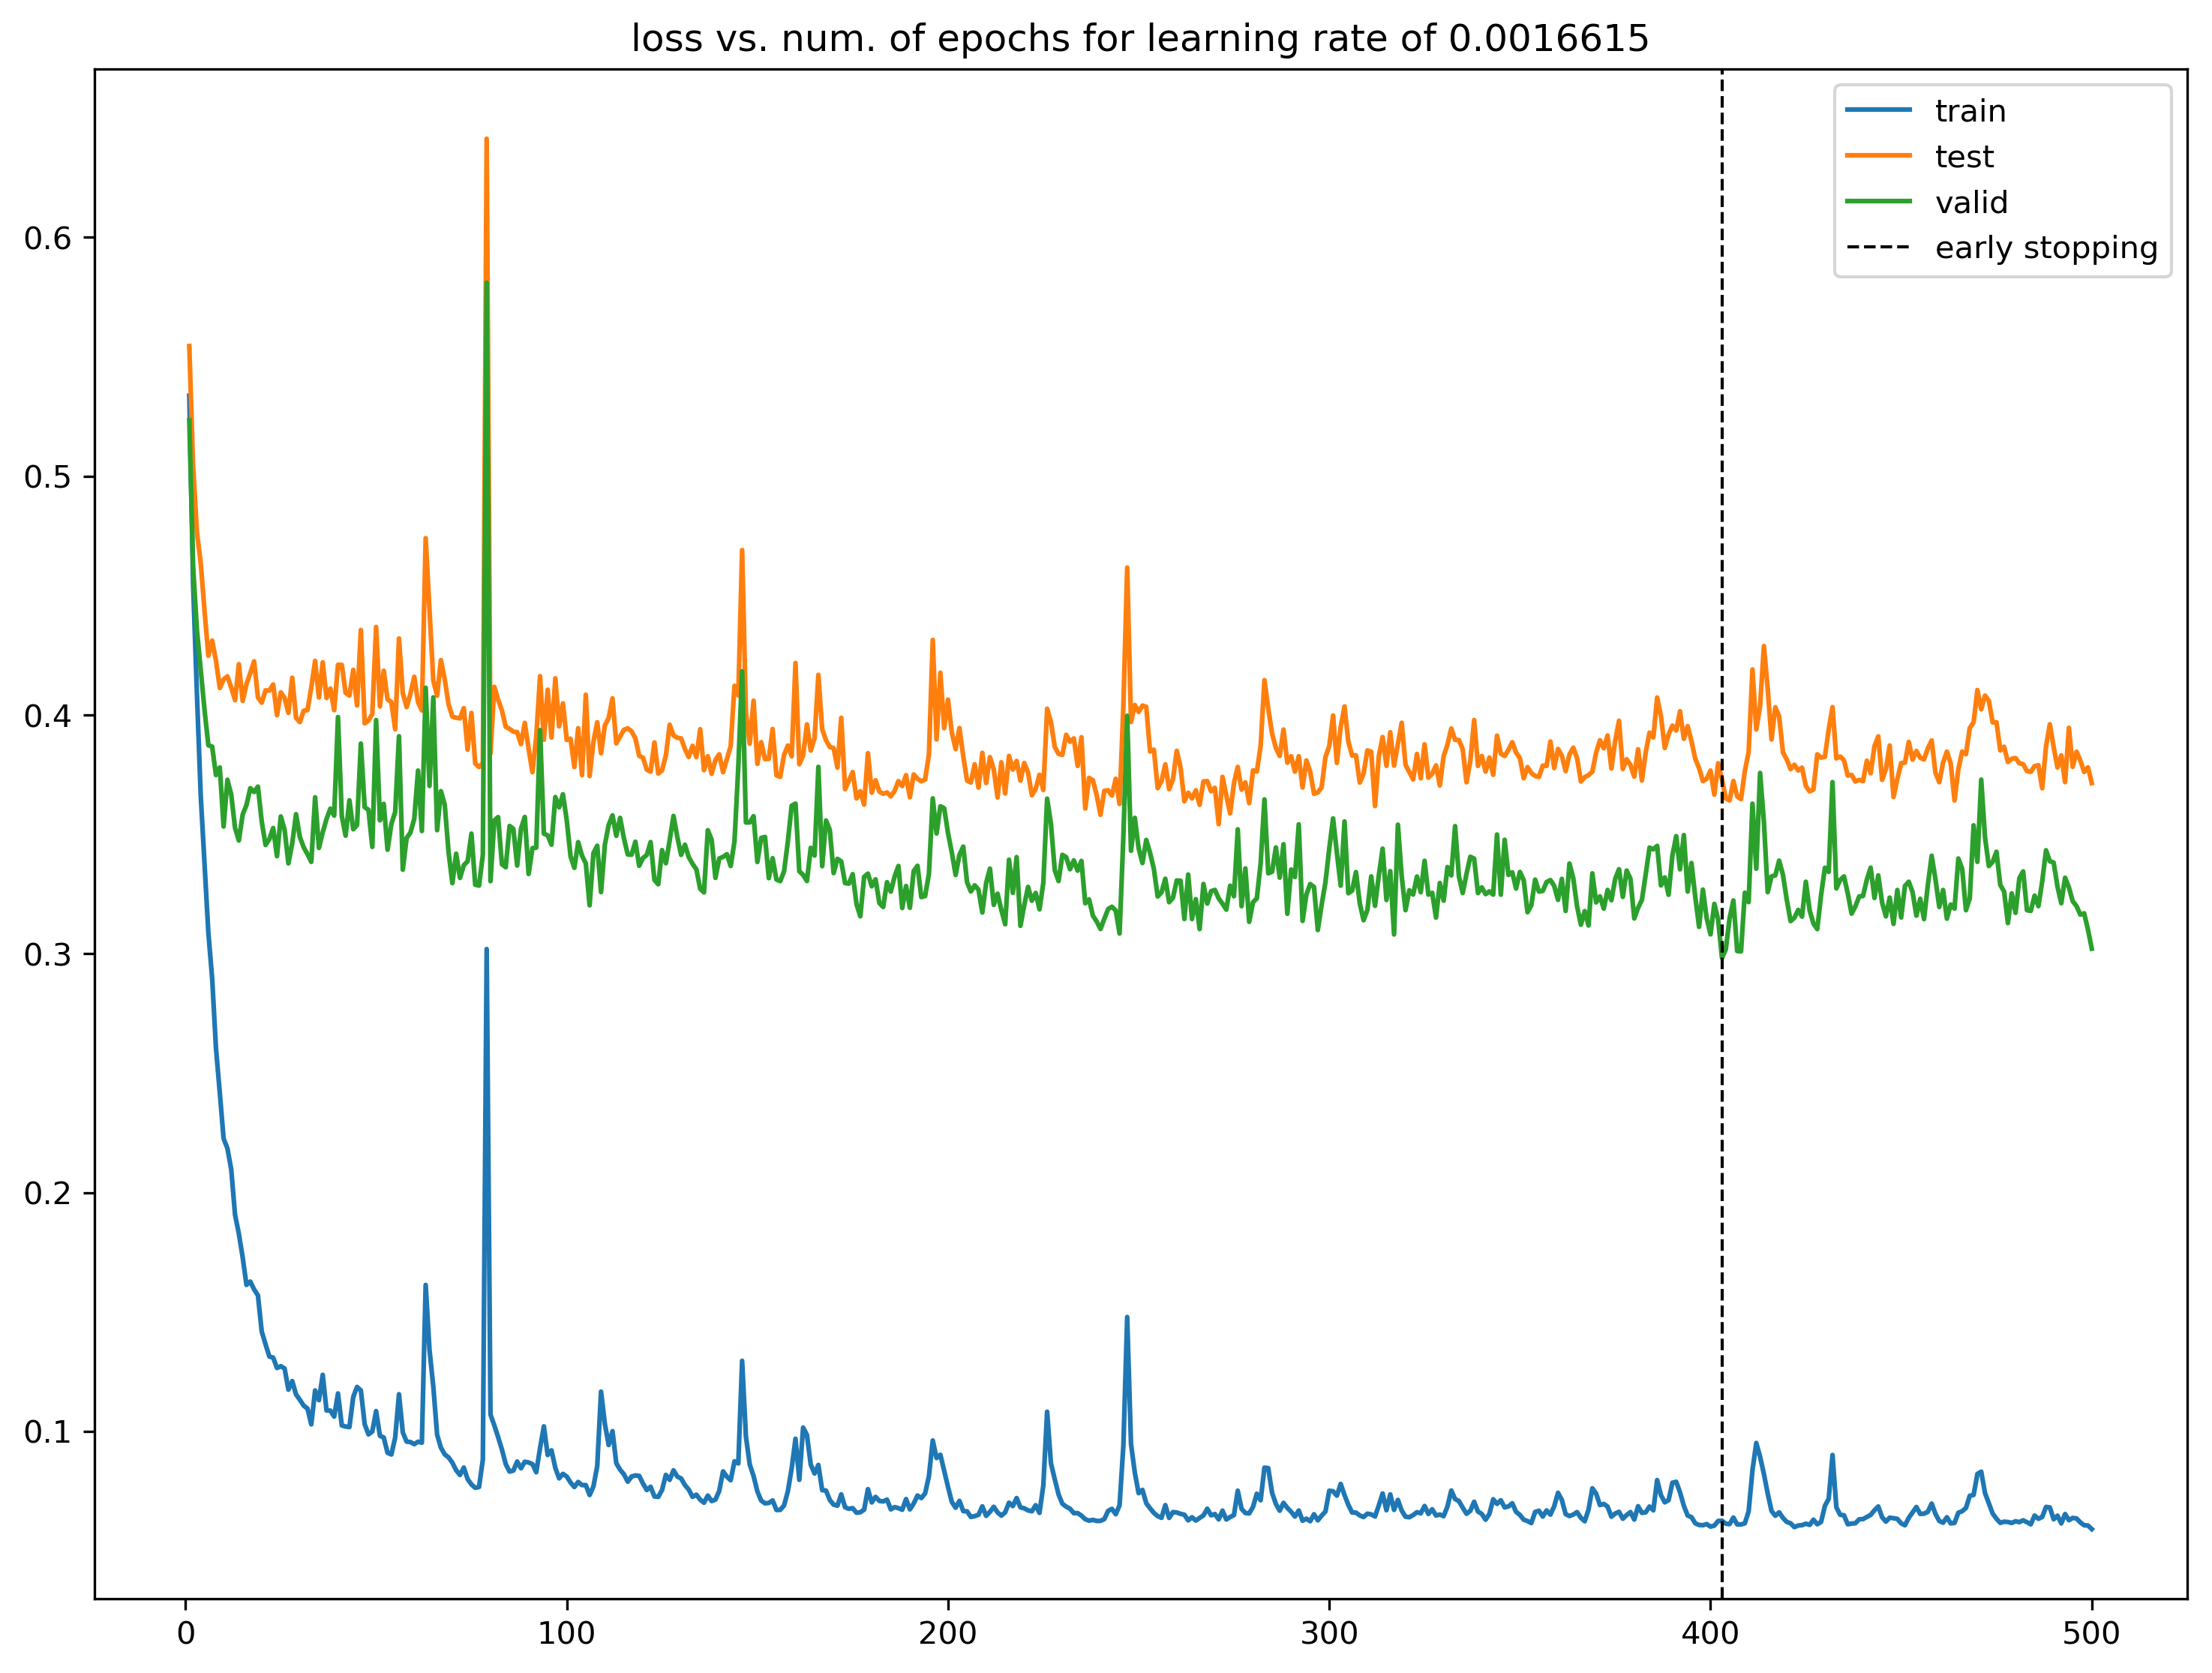 loss vs. num. of epochs for learning rate of 0.0016615
train
test
valid
early stopping
0.6
0.5
0.4
0.3
0.2
0.1
0 100 200 300 400 500